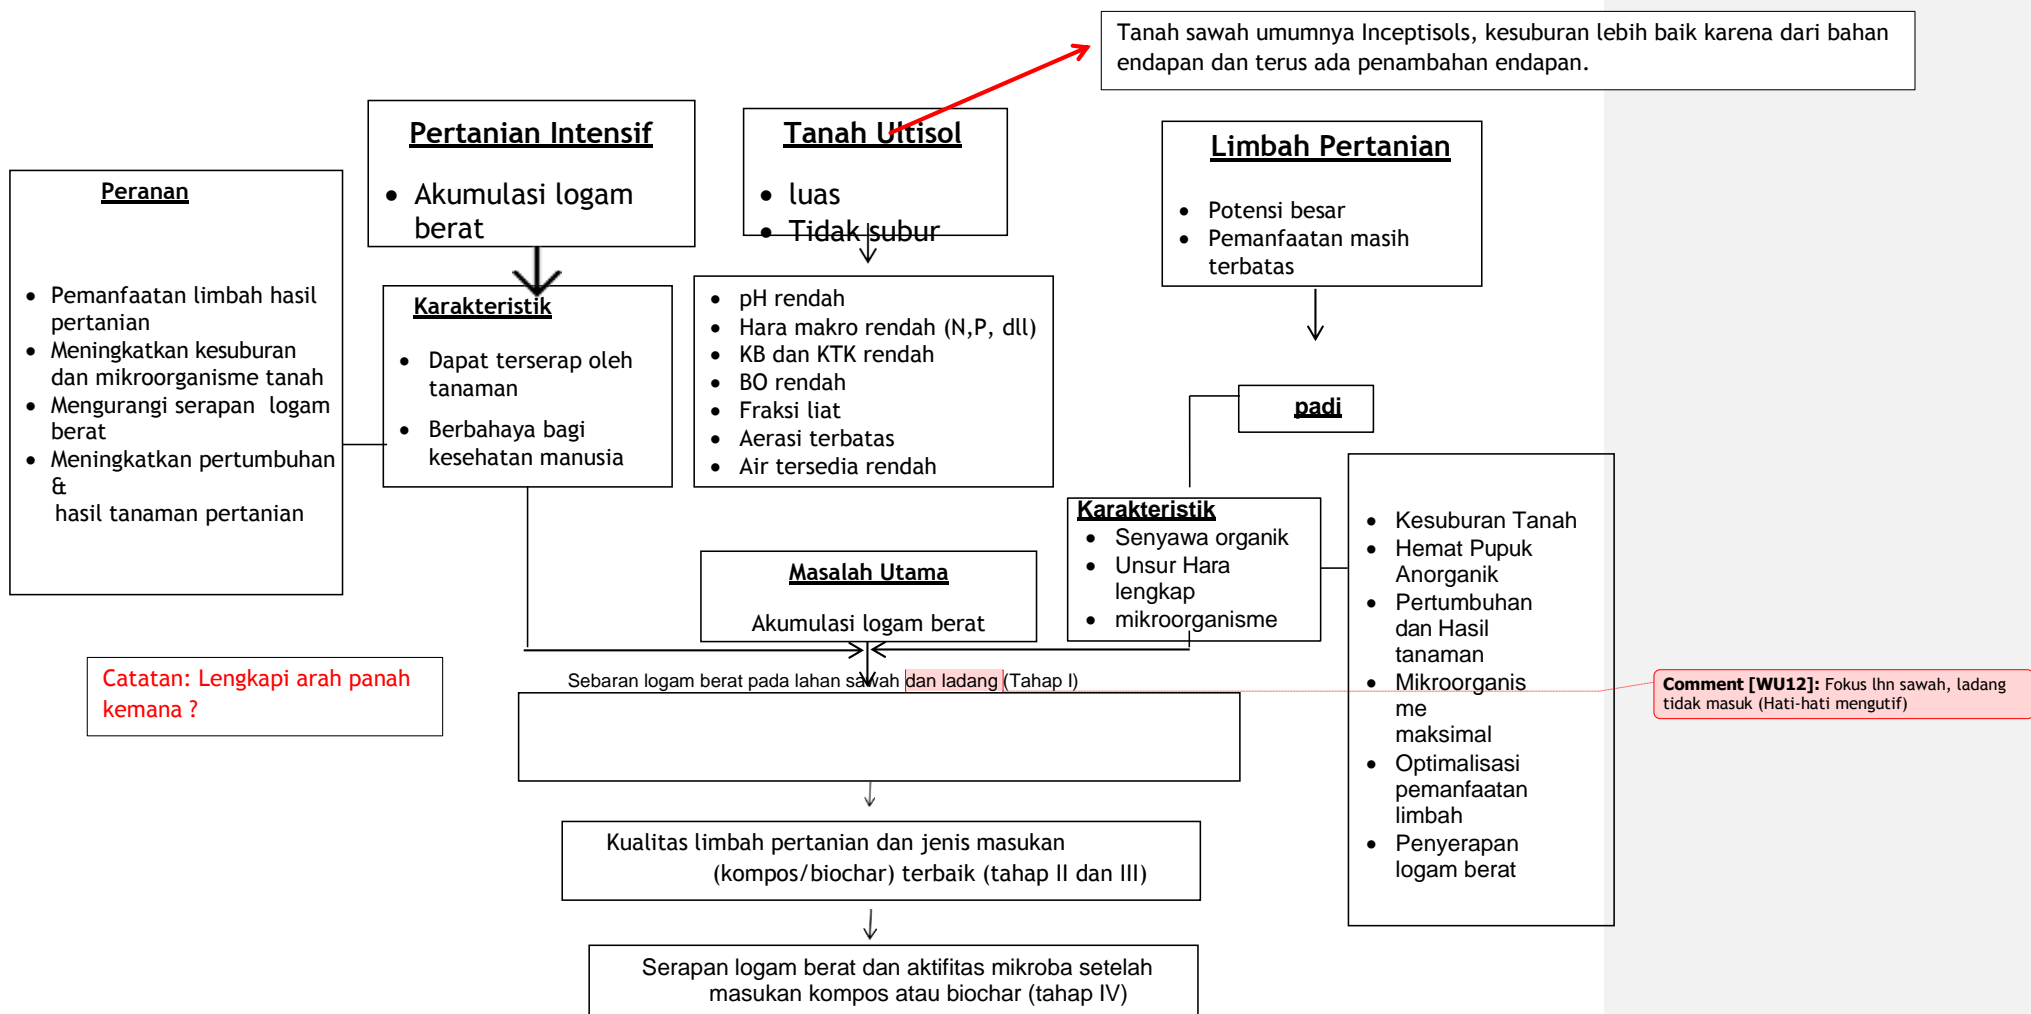 Tanah sawah umumnya Inceptisols, kesuburan lebih baik karena dari bahan
endapan dan terus ada penambahan endapan.
Pertanian Intensif
• Akumulasi logam
berat
Tanah Ultisol
• luas
• Tidak subur
Limbah Pertanian
• Potensi besar
• Pemanfaatan masih
terbatas
Peranan
• Pemanfaatan limbah hasil
pertanian
• Meningkatkan kesuburan
dan mikroorganisme tanah
• Mengurangi serapan logam
berat
• Meningkatkan pertumbuhan
&
hasil tanaman pertanian
Karakteristik
• Dapat terserap oleh
tanaman
• Berbahaya bagi
kesehatan manusia
• pH rendah
• Hara makro rendah (N,P, dll)
• KB dan KTK rendah
• BO rendah
• Fraksi liat
• Aerasi terbatas
• Air tersedia rendah
padi
Karakteristik
• Senyawa organik
• Unsur Hara
lengkap
• mikroorganisme
• Kesuburan Tanah
• Hemat Pupuk
Anorganik
• Pertumbuhan
dan Hasil
tanaman
• Mikroorganis
me
maksimal
• Optimalisasi
pemanfaatan
limbah
• Penyerapan
logam berat
Masalah Utama
Akumulasi logam berat
Catatan: Lengkapi arah panah
kemana ?
Sebaran logam berat pada lahan sawah dan ladang (Tahap I)
Comment [WU12]: Fokus lhn sawah, ladang
tidak masuk (Hati-hati mengutif)
Kualitas limbah pertanian dan jenis masukan
(kompos/biochar) terbaik (tahap II dan III)
Serapan logam berat dan aktifitas mikroba setelah
masukan kompos atau biochar (tahap IV)